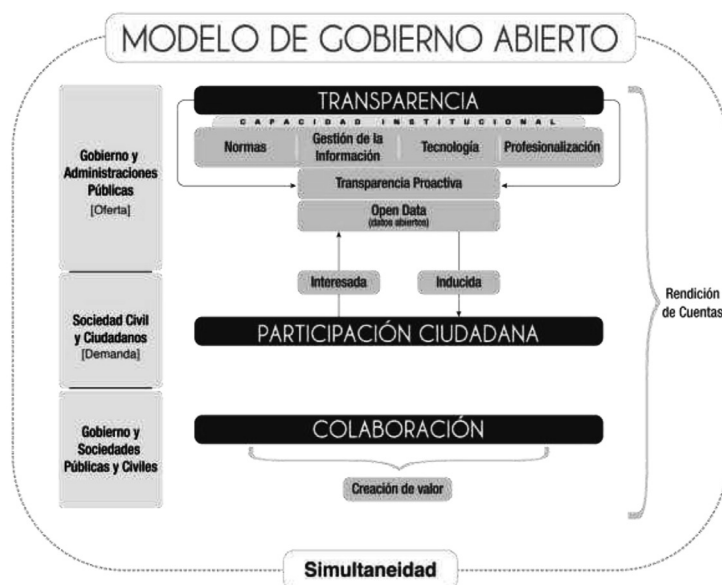 MODELO DE GOBIERNO ABIERTO
TRANSPARENCIA
CAPACIDAD INSTITUCIONAL
Normas
Gestión de la
Información
Tecnología
Profesionalización
Gobierno y
Administraciones
Públicas
[Oferta]
Transparencia Proactiva
Open Data
(datos abiertos)
Interesada
Inducida
Rendición
de Cuentas
Sociedad Civil
y Ciudadanos
[Demanda]
PARTICIPACIÓN CIUDADANA
Gobierno y
Sociedades
Públicas y Civiles
COLABORACIÓN
Creación de valor
Simultaneidad